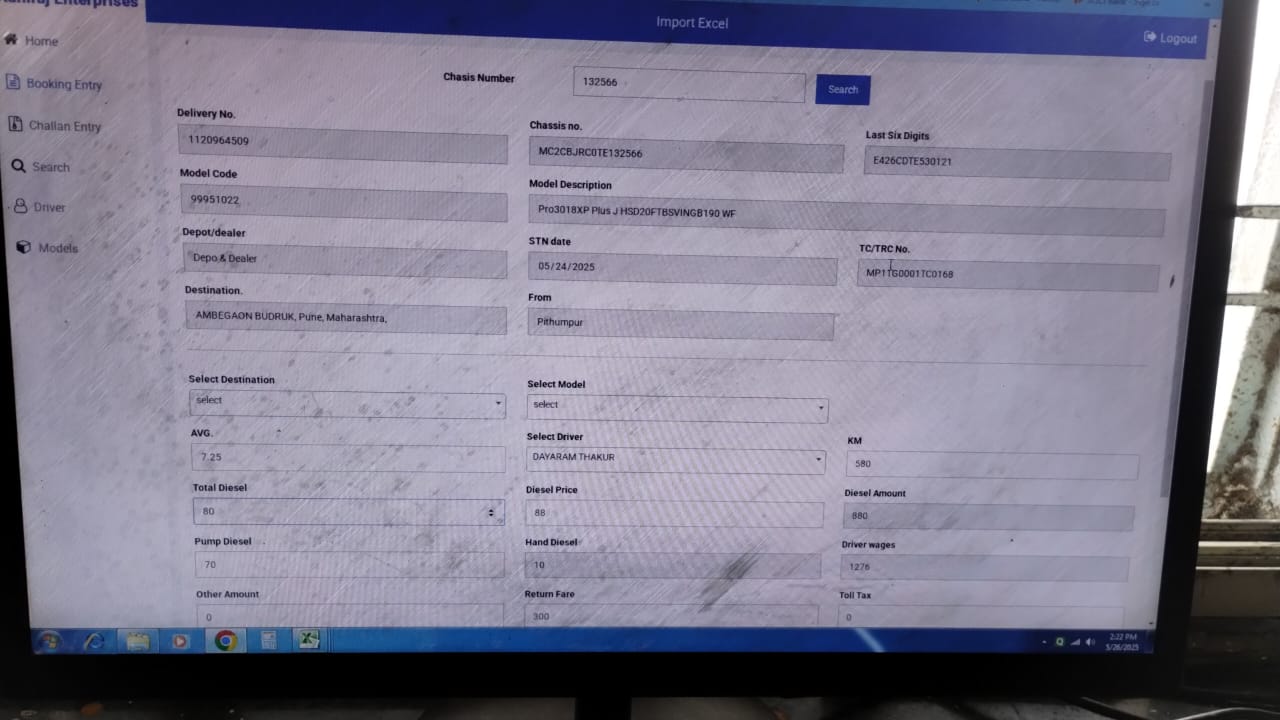 Enterprises
Import Excel
Logout
Home
Booking Entry
Challan Entry
Search
Driver
Models
Chasis Number
132566
Search
Delivery No.
1120964509
Chassis no.
MC2CBJRC0TE132566
Last Six Digits
E426CDTE530121
Model Code
99951022
Model Description
Pro3018XP Plus J HSD20FTBSVINGB190 WF
Depot/dealer
Depo & Dealer
STN date
05/24/2025
TC/TRC No.
MP11G0001TC0168
Destination.
AMBEGAON BUDRUK, Pune, Maharashtra,
From
Pithumpur
Select Destination
select
Select Model
select
AVG.
7.25
Select Driver
DAYARAM THAKUR
KM
580
Total Diesel
80
Diesel Price
88
Diesel Amount
880
Pump Diesel
70
Hand Diesel
10
Driver wages
1276
Other Amount
0
Return Fare
300
Toll Tax
0
2:22 PM
5/26/2025